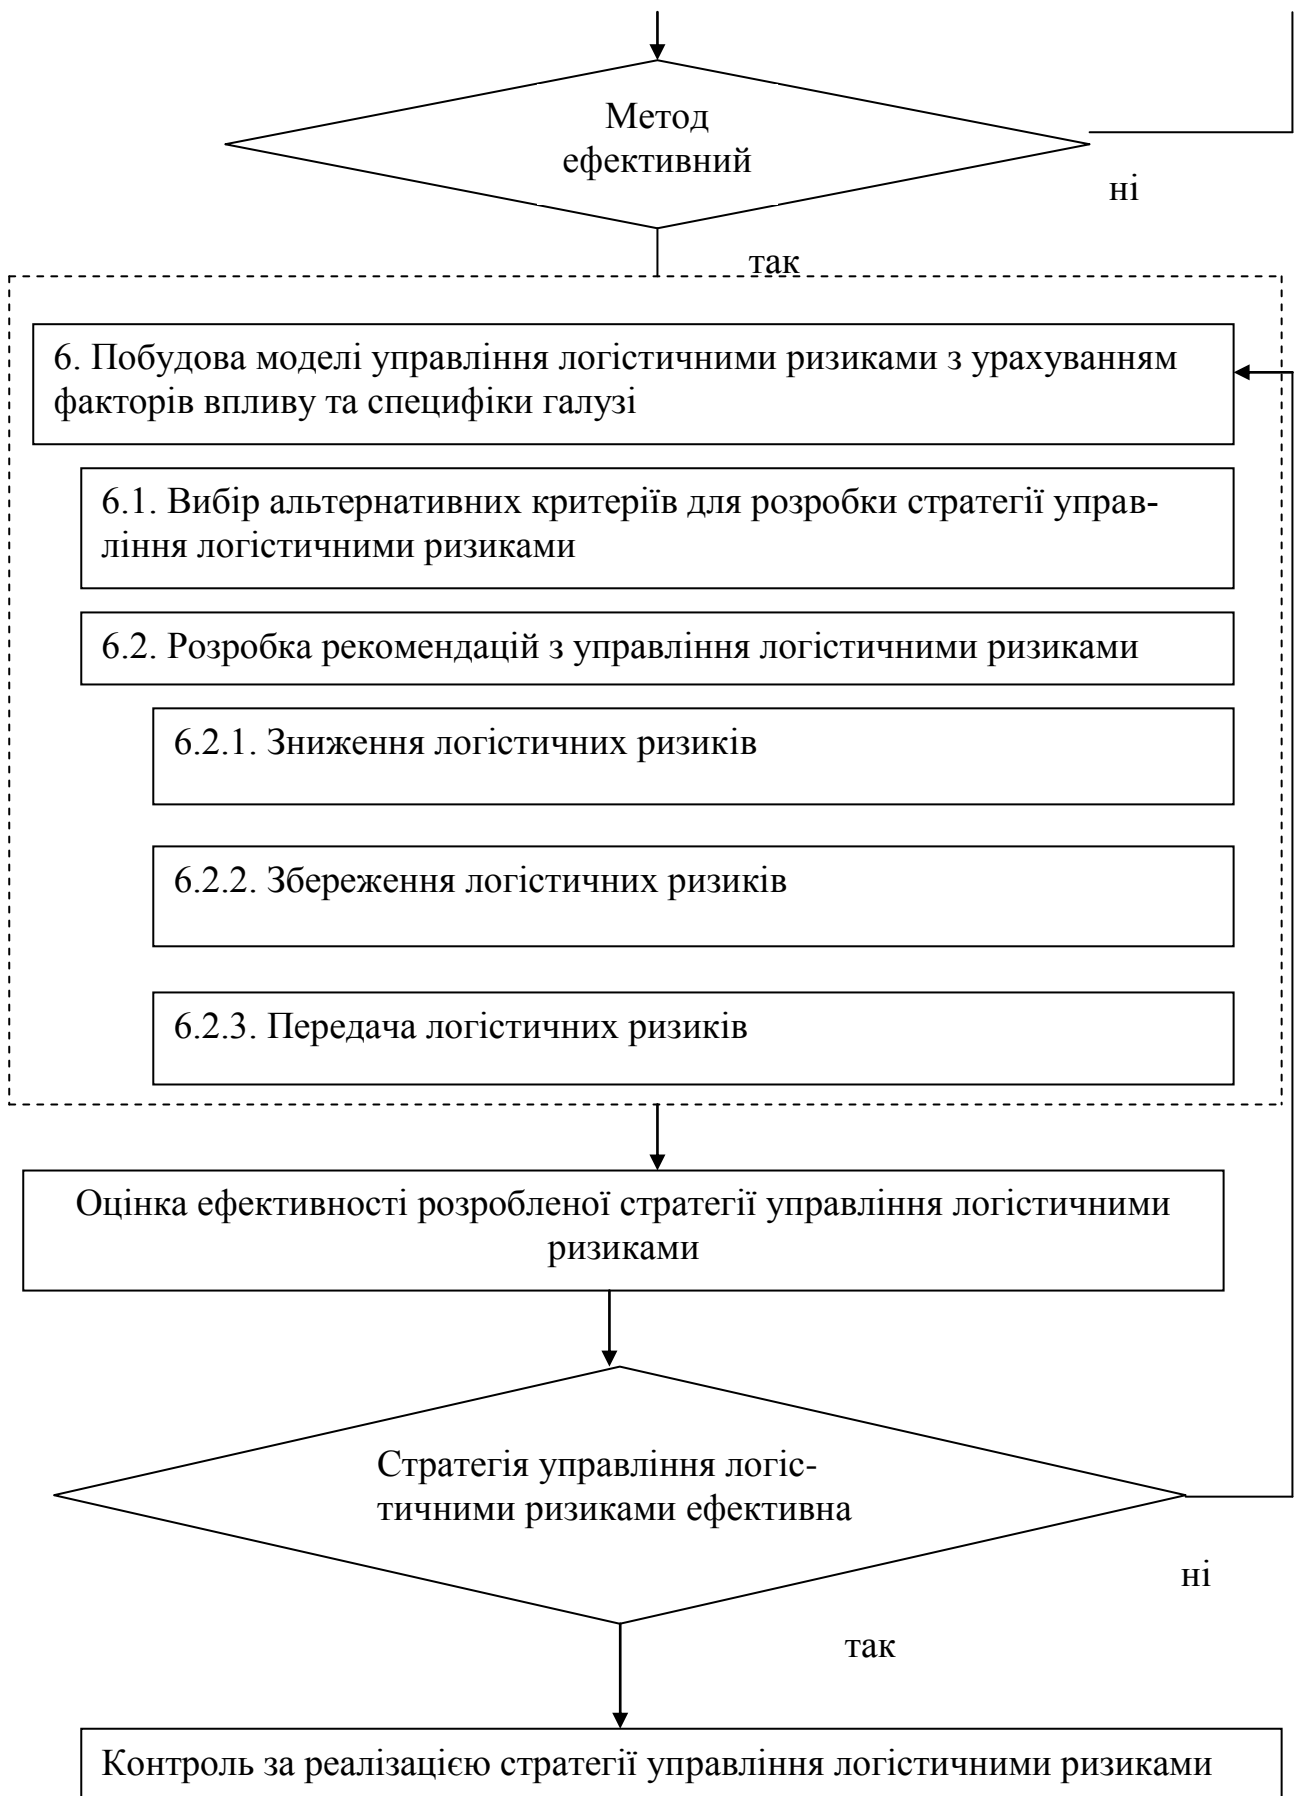 Метод
ефективний
ні
так
6. Побудова моделі управління логістичними ризиками з урахуванням
факторів впливу та специфіки галузі
6.1. Вибір альтернативних критеріїв для розробки стратегії управ-
ління логістичними ризиками
6.2. Розробка рекомендацій з управління логістичними ризиками
6.2.1. Зниження логістичних ризиків
6.2.2. Збереження логістичних ризиків
6.2.3. Передача логістичних ризиків
Оцінка ефективності розробленої стратегії управління логістичними
ризиками
Стратегія управління логіс-
тичними ризиками ефективна
ні
так
Контроль за реалізацією стратегії управління логістичними ризиками